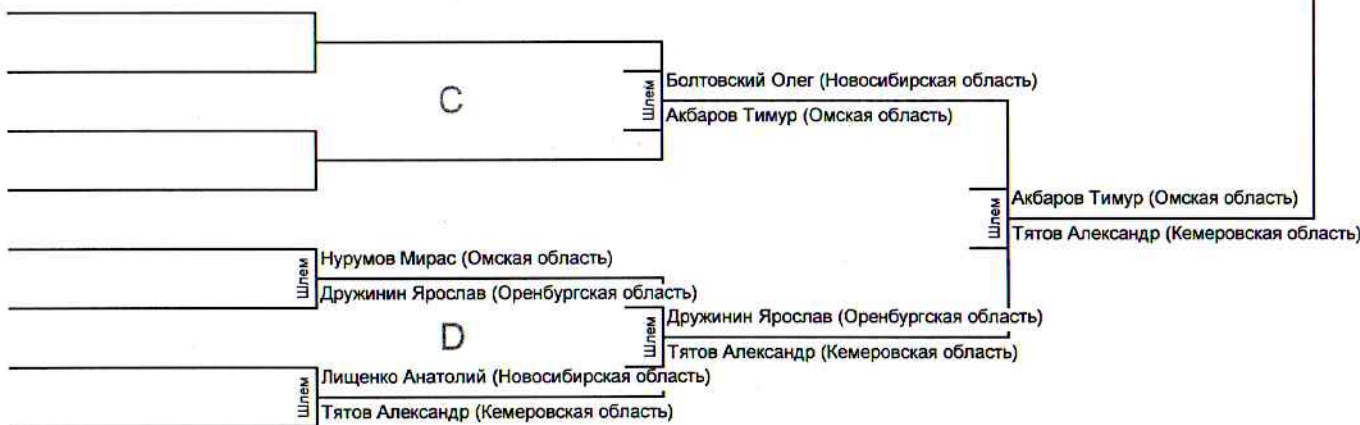 Шлем
Болтовский Олег (Новосибирская область)
C
Акбаров Тимур (Омская область)
Шлем
Акбаров Тимур (Омская область)
Тятов Александр (Кемеровская область)
Шлем
Нурумов Мирас (Омская область)
Дружинин Ярослав (Оренбургская область)
D
Шлем
Дружинин Ярослав (Оренбургская область)
Тятов Александр (Кемеровская область)
Шлем
Лищенко Анатолий (Новосибирская область)
Тятов Александр (Кемеровская область)